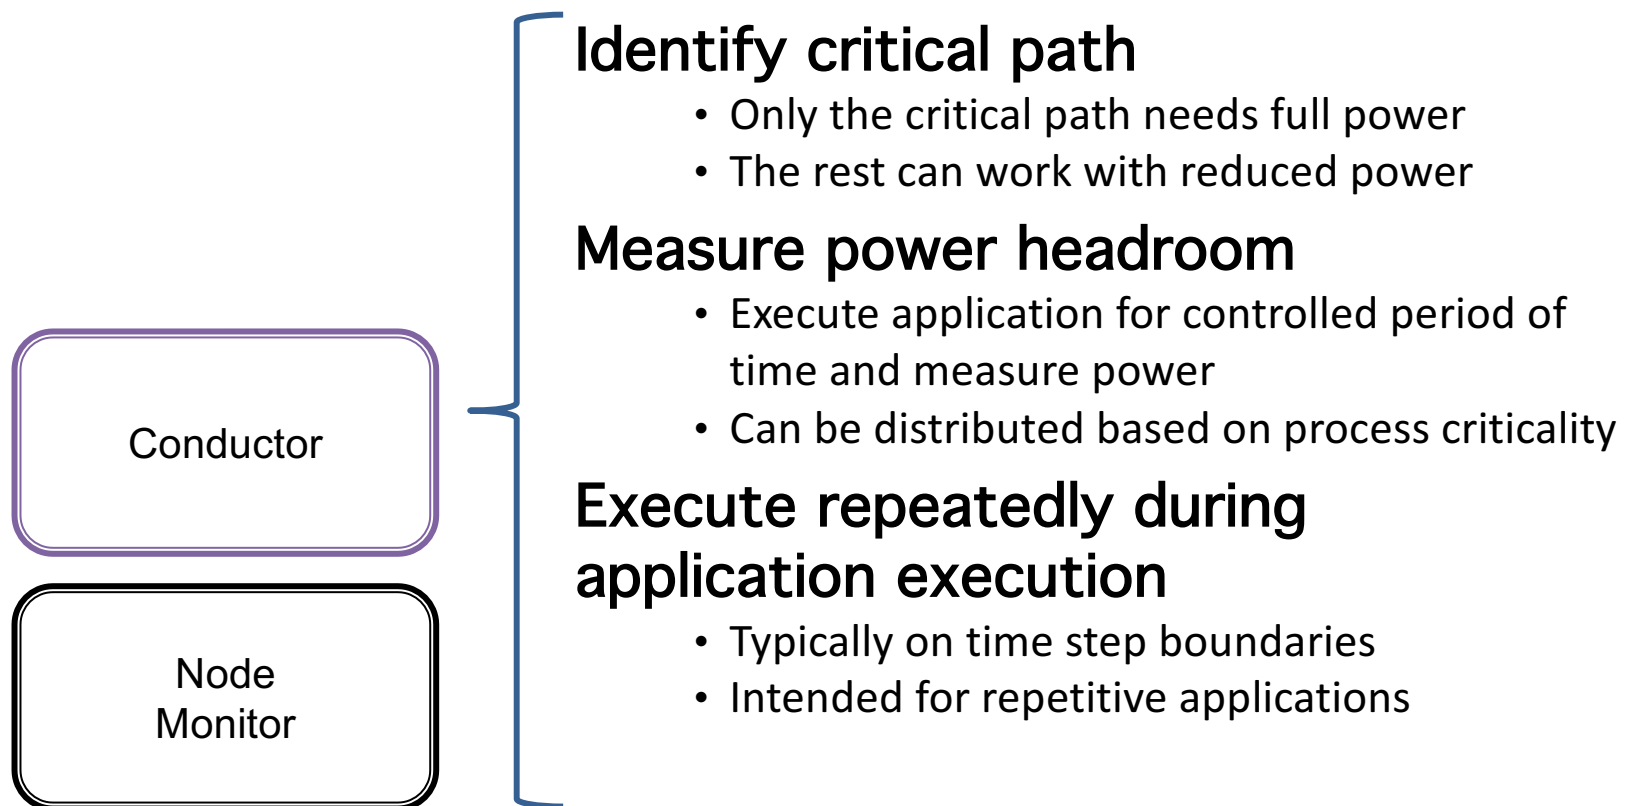 Identify critical path
• Only the critical path needs full power
• The rest can work with reduced power
Measure power headroom
• Execute application for controlled period of
time and measure power
• Can be distributed based on process criticality
Execute repeatedly during
application execution
• Typically on time step boundaries
• Intended for repetitive applications
Conductor
Node
Monitor